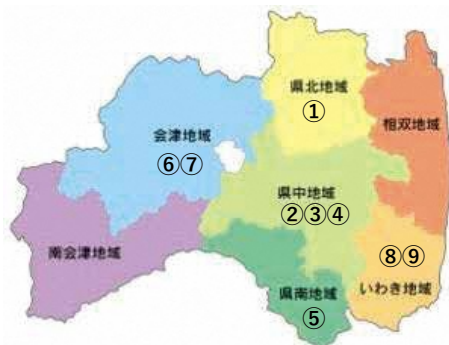 県北地域
①
相双地域
会津地域
⑥⑦
県中地域
②③④
南会津地域
⑧⑨
いわき地域
県南地域
⑤